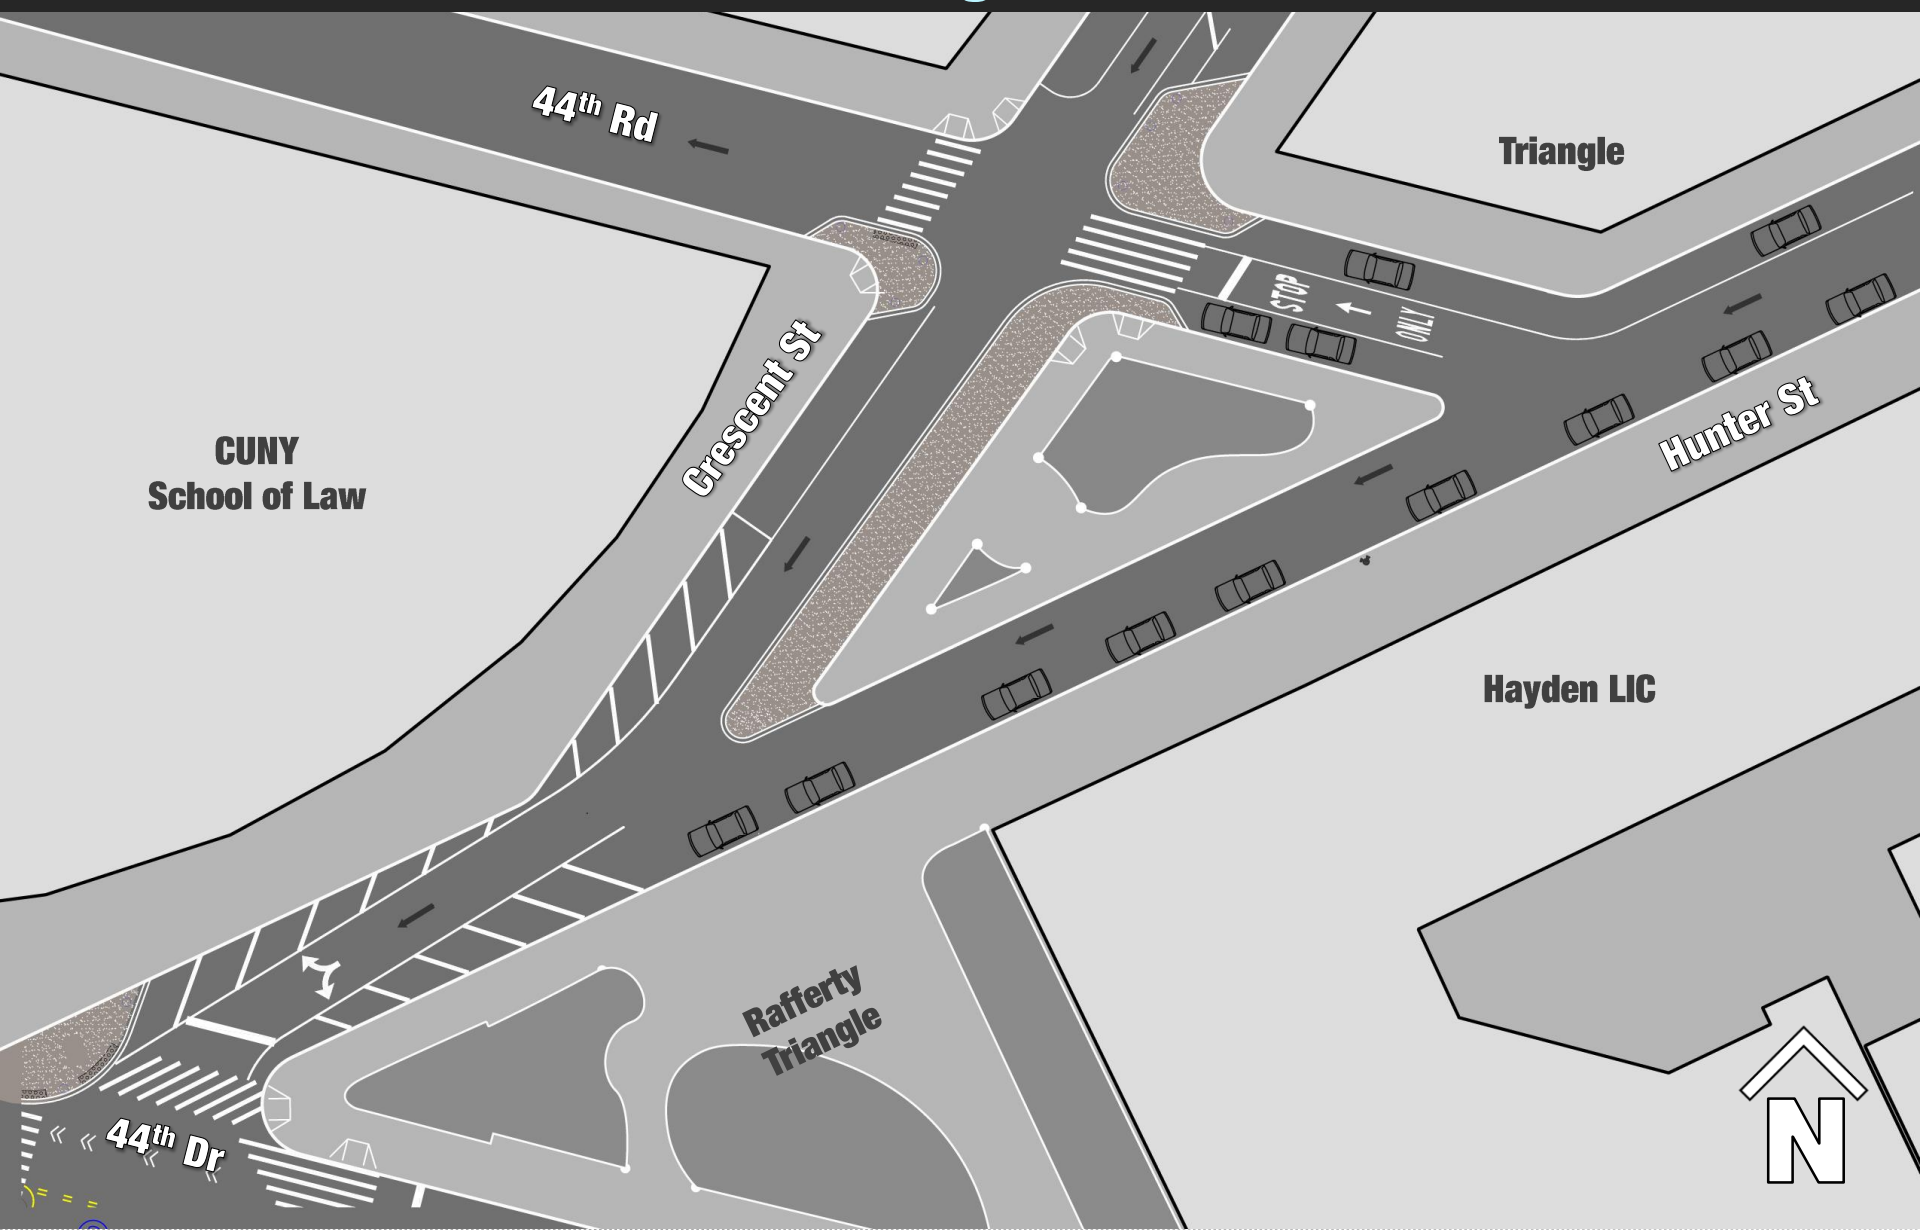 44th Rd
Triangle
STOP
ONLY
Crescent St
Hunter St
CUNY
School of Law
Hayden LIC
Rafferty
Triangle
44th Dr
N